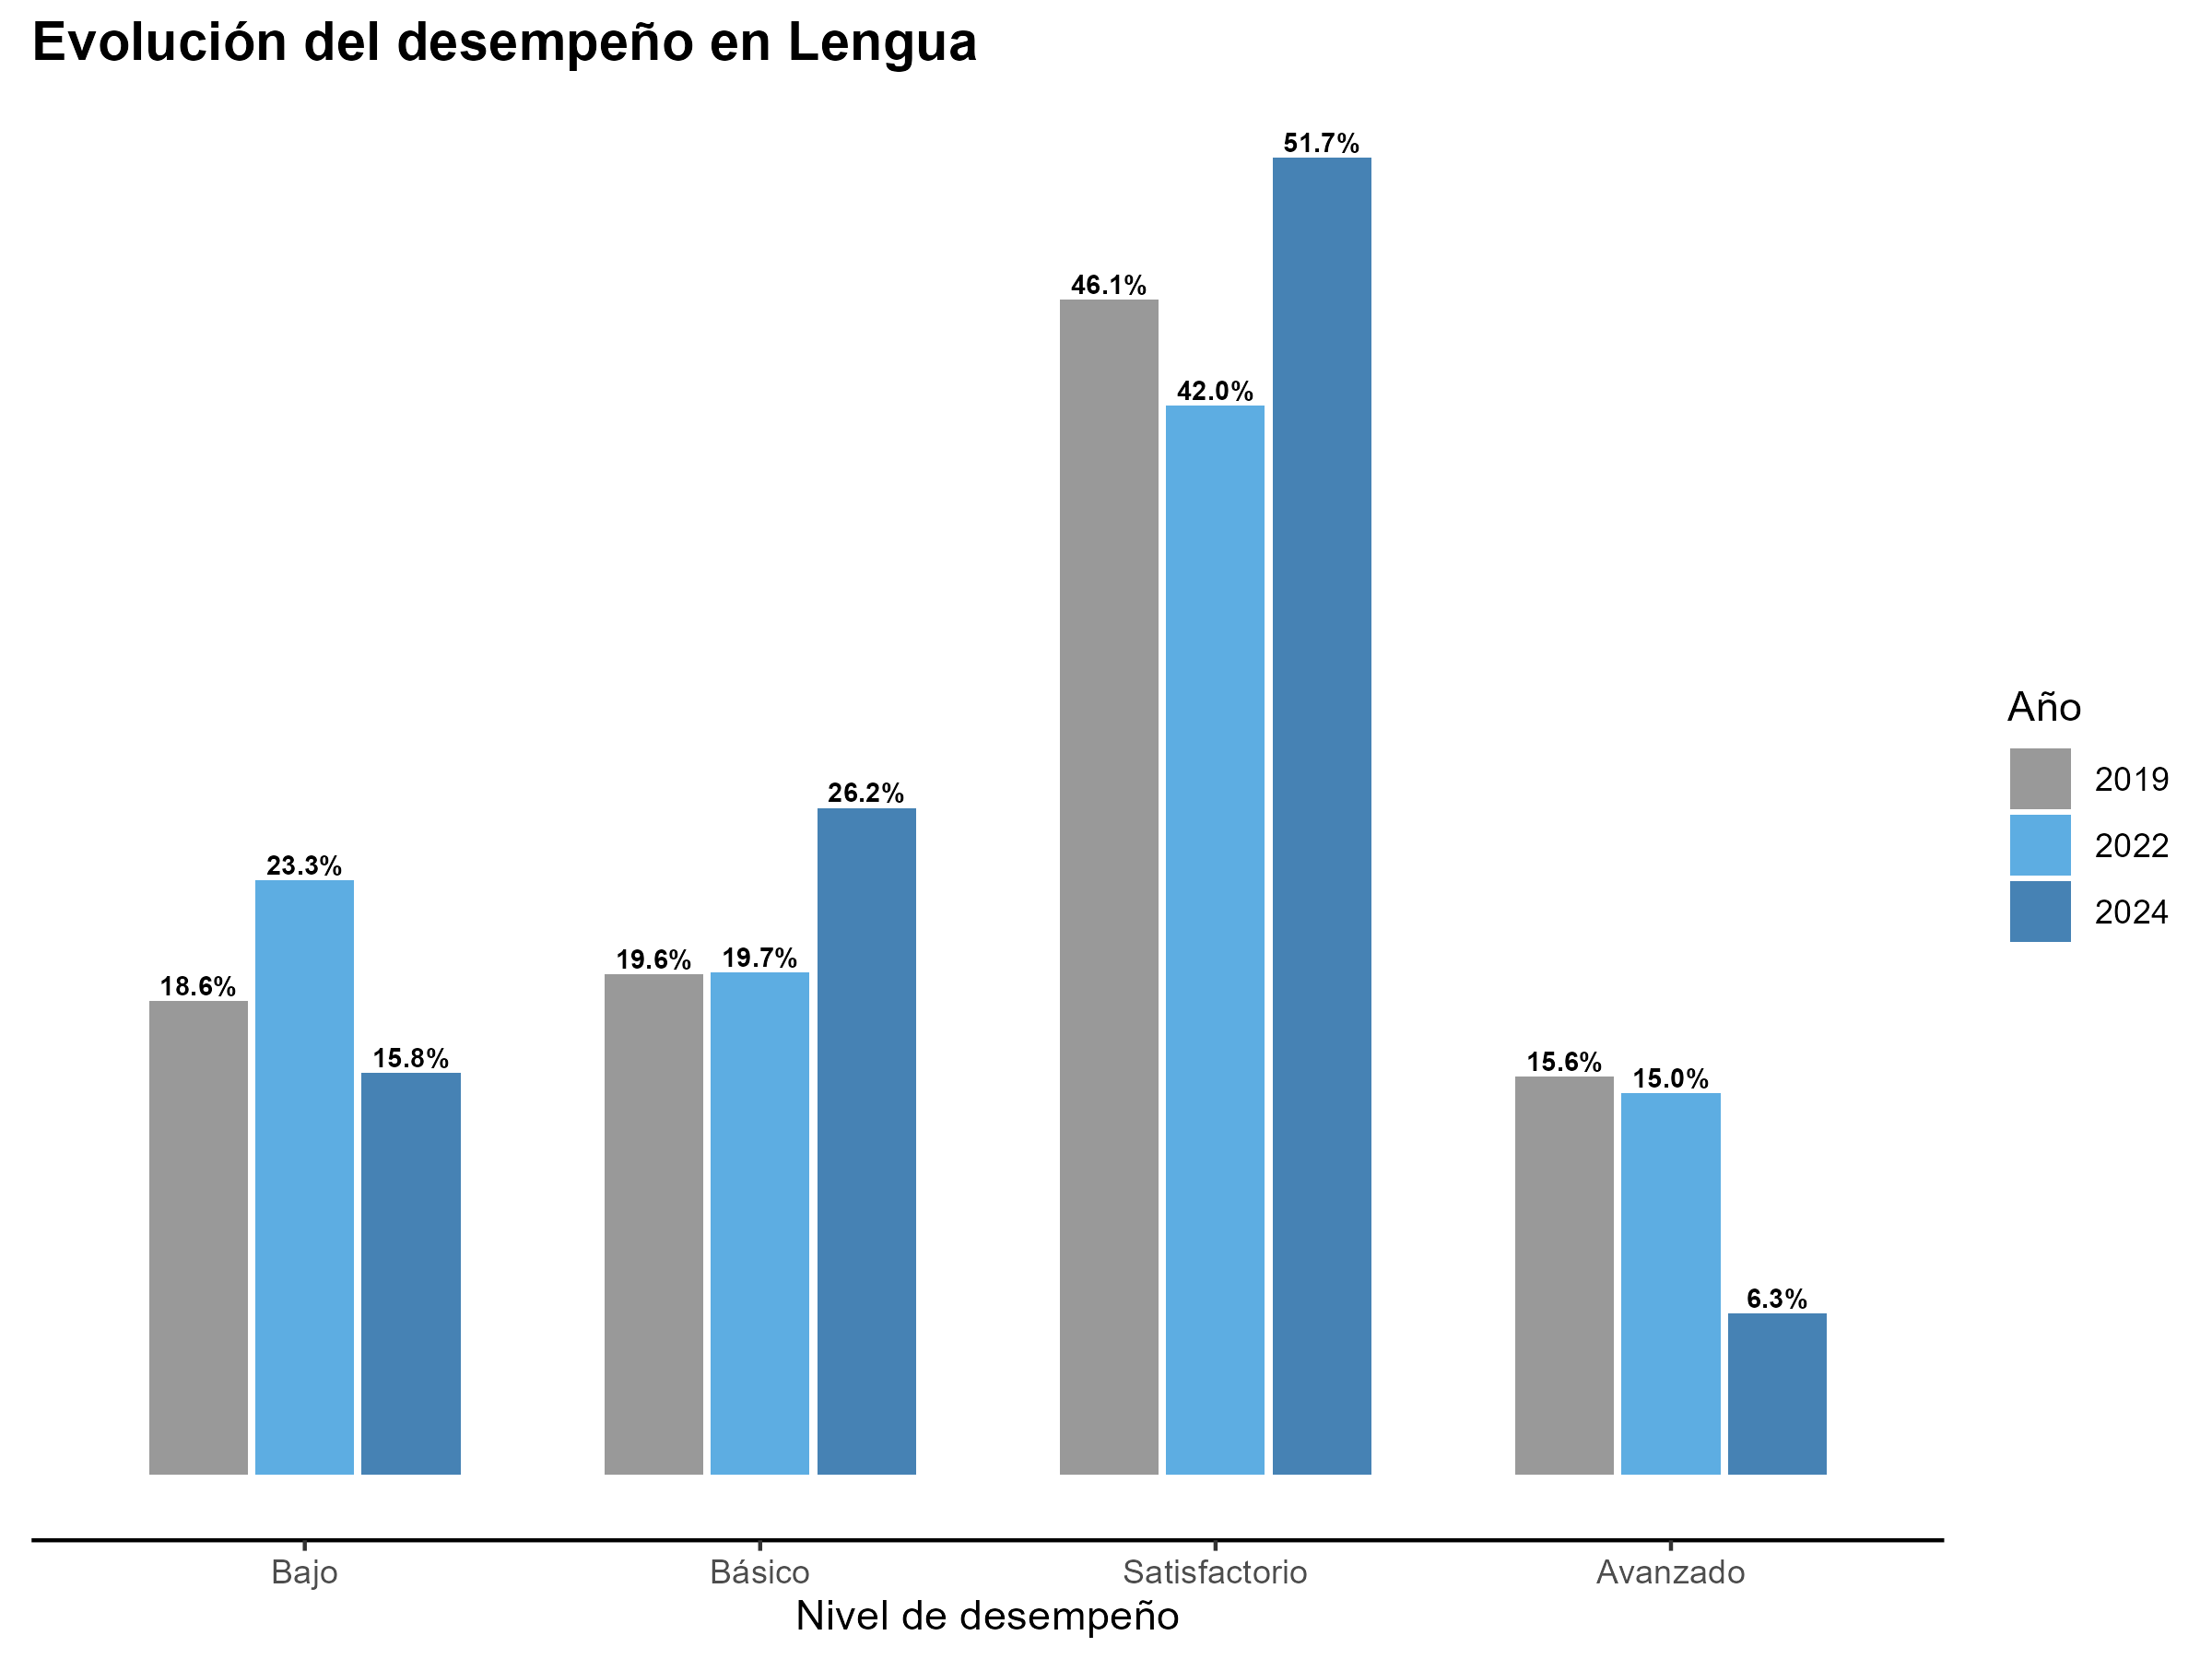 Evolución del desempeño en Lengua
51.7%
46.1%
42.0%
26.2%
23.3%
19.6%
19.7%
18.6%
15.8%
15.6%
15.0%
6.3%
Año
2019
2022
2024
Bajo
Básico
Satisfactorio
Avanzado
Nivel de desempeño